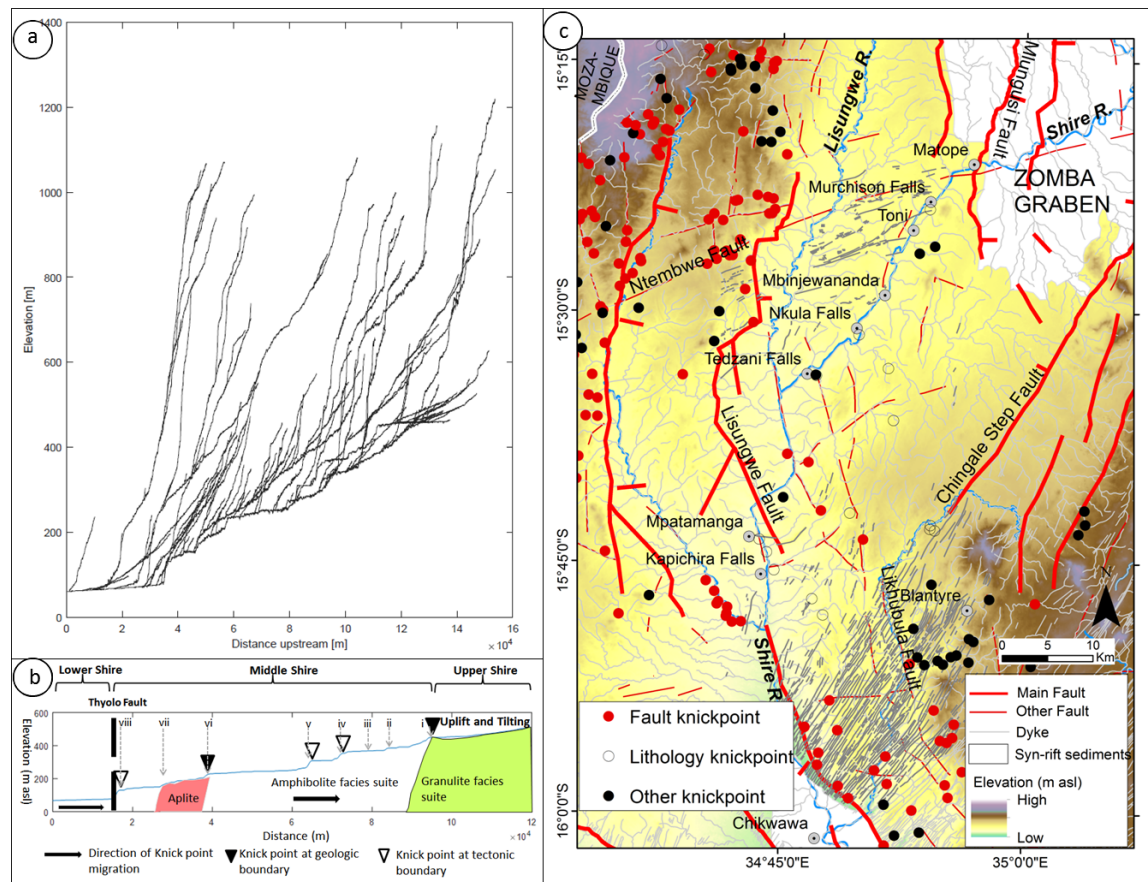 a
1400
1200
1000
800
600
400
200
0
Elevation [m]
0
2
4
6
8
10
12
14
16
× 10⁴
Distance upstream [m]
b
Lower Shire
Middle Shire
Upper Shire
Thyolo Fault
viii
vii
vi
v
iv
iii
ii
i
Uplift and Tilting
Elevation (m asl)
600
400
200
0
Aplite
Amphibolite facies suite
Granulite facies
suite
0
2
4
6
8
10
12
× 10⁴
Distance (m)
Direction of Knick point
migration
Knick point at geologic
boundary
Knick point at tectonic
boundary
c
MOZA-
MBIQUE
15°15'
15°30'0"S
15°45'0"S
16°00'0"S
34°45'0"E
35°00'0"E
Lisungwe R.
Mlungusi Fault
Shire R.
Matope
ZOMBA
GRABEN
Murchison Falls
Toni
Ntembwe Fault
Mbinjewananda
Nkula Falls
Tedzani Falls
Lisungwe Fault
Chingale Step Fault
Mpatamanga
Kapichira Falls
Likhubula Fault
Blantyre
N
Shire R
Chikwawa
0
5
10
Km
Fault knickpoint
Lithology knickpoint
Other knickpoint
Main Fault
Other Fault
Dyke
Syn-rift sediments
Elevation (m asl)
High
Low